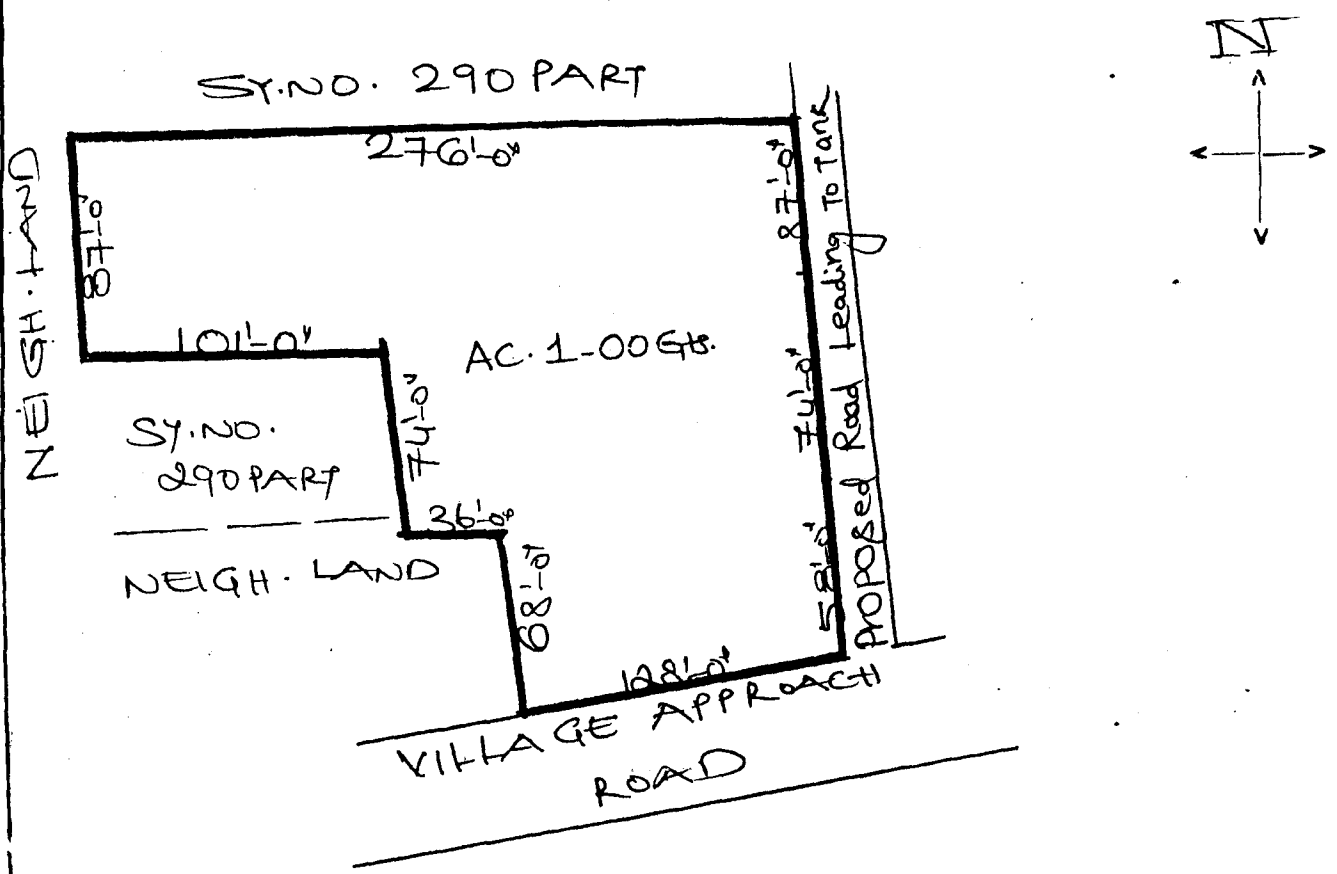 N
SY.NO. 290 PART
276'-0"
87'-0"
87'-0"
NEIGH. LAND
Proposed Road Leading To Tank
101'-0"
AC. 1-00 Gts.
74'-0"
74'-0"
SY.NO.
290 PART
36'-0"
58'-0"
NEIGH. LAND
68'-0"
128'-0"
VILLAGE APPROACH
ROAD